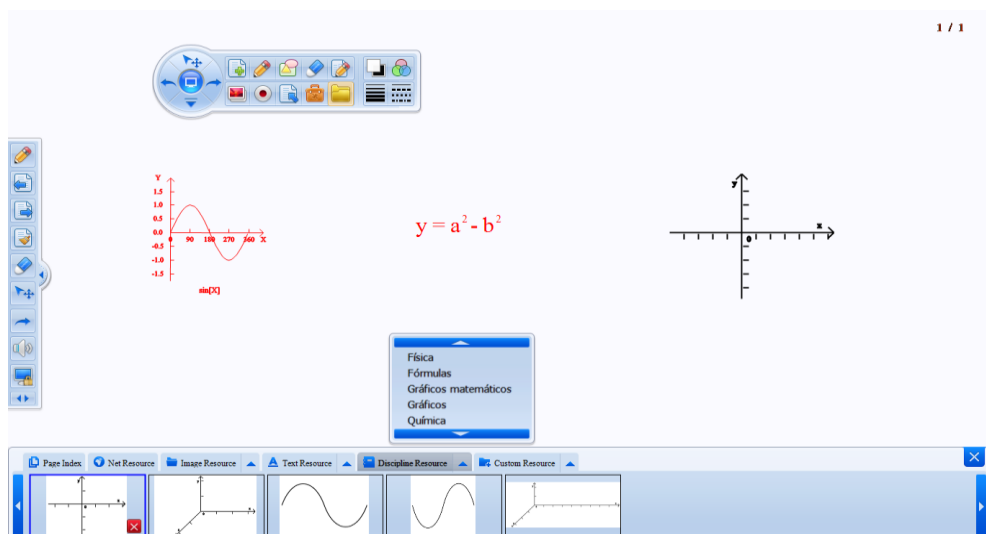 1 / 1
Y
1.5
1.0
0.5
0.0
0 90 180 270 360 X
-0.5
-1.0
-1.5
sin[X]
y = a² - b²
y
x
0
Física
Fórmulas
Gráficos matemáticos
Gráficos
Química
Page Index Net Resource Image Resource Text Resource Discipline Resource Custom Resource